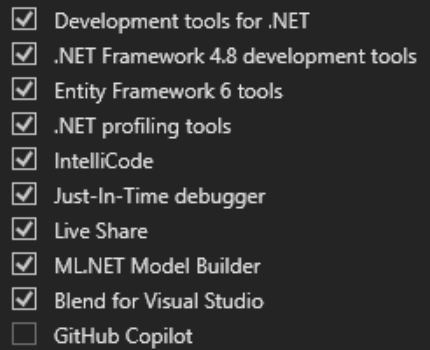 Development tools for .NET
.NET Framework 4.8 development tools
Entity Framework 6 tools
.NET profiling tools
IntelliCode
Just-In-Time debugger
Live Share
ML.NET Model Builder
Blend for Visual Studio
GitHub Copilot